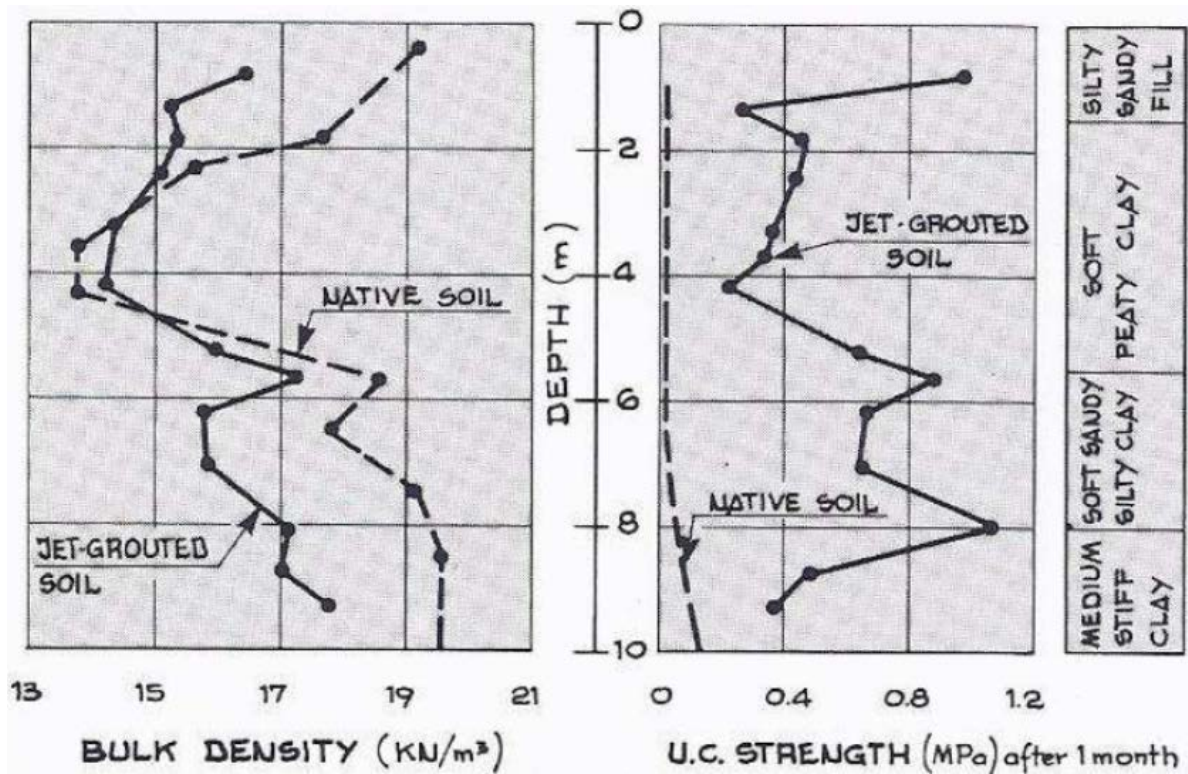 0
2
4
6
8
10
DEPTH (m)
NATIVE SOIL
JET-GROUTED
SOIL
13
15
17
19
21
BULK DENSITY (KN/m³)
JET-GROUTED
SOIL
NATIVE SOIL
0
0.4
0.8
1.2
U.C. STRENGTH (MPa) after 1 month
SILTY
SANDY
FILL
SOFT
PEATY CLAY
SOFT SANDY
SILTY CLAY
MEDIUM
STIFF
CLAY